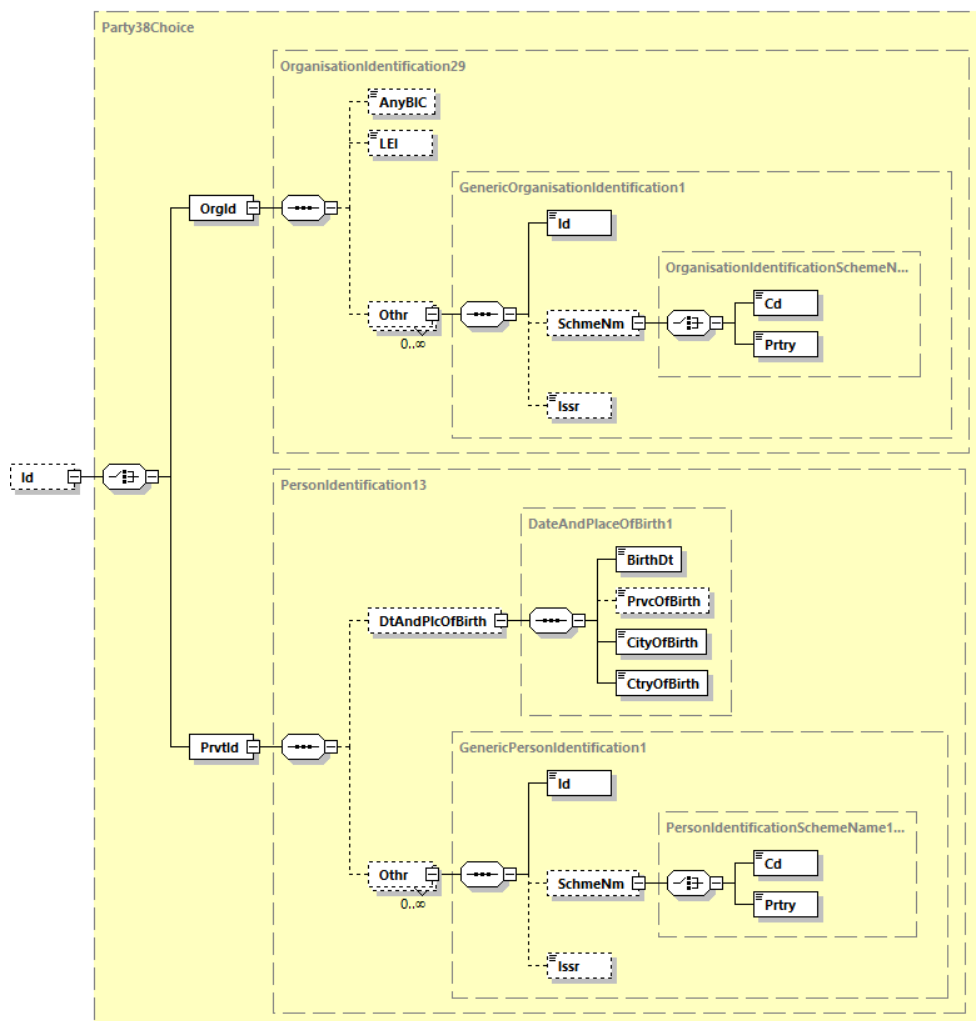 Party38Choice
OrganisationIdentification29
AnyBIC
LEI
GenericOrganisationIdentification1
OrgId
Id
OrganisationIdentificationSchemeN...
Cd
Othr
SchmeNm
Prtry
0..∞
Issr
Id
PersonIdentification13
DateAndPlaceOfBirth1
BirthDt
PrvcOfBirth
DtAndPlcOfBirth
CityOfBirth
CtryOfBirth
PrvtId
GenericPersonIdentification1
Id
PersonIdentificationSchemeName1...
Cd
Othr
SchmeNm
Prtry
0..∞
Issr